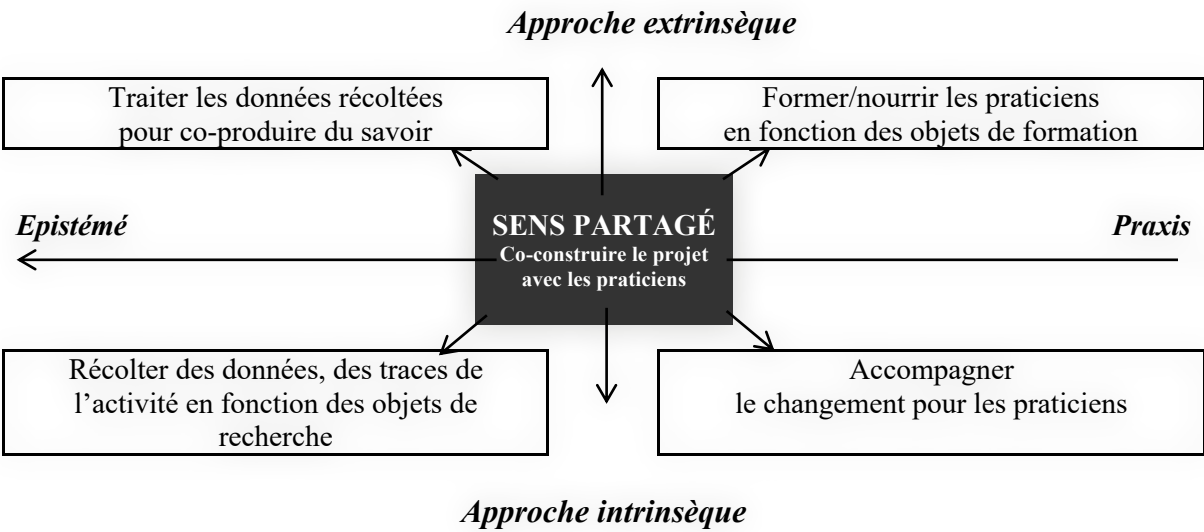 Approche extrinsèque
Traiter les données récoltées
pour co-produire du savoir
Former/nourrir les praticiens
en fonction des objets de formation
Epistémé
SENS PARTAGÉ
Co-construire le projet
avec les praticiens
Praxis
Récolter des données, des traces de
l’activité en fonction des objets de
recherche
Accompagner
le changement pour les praticiens
Approche intrinsèque